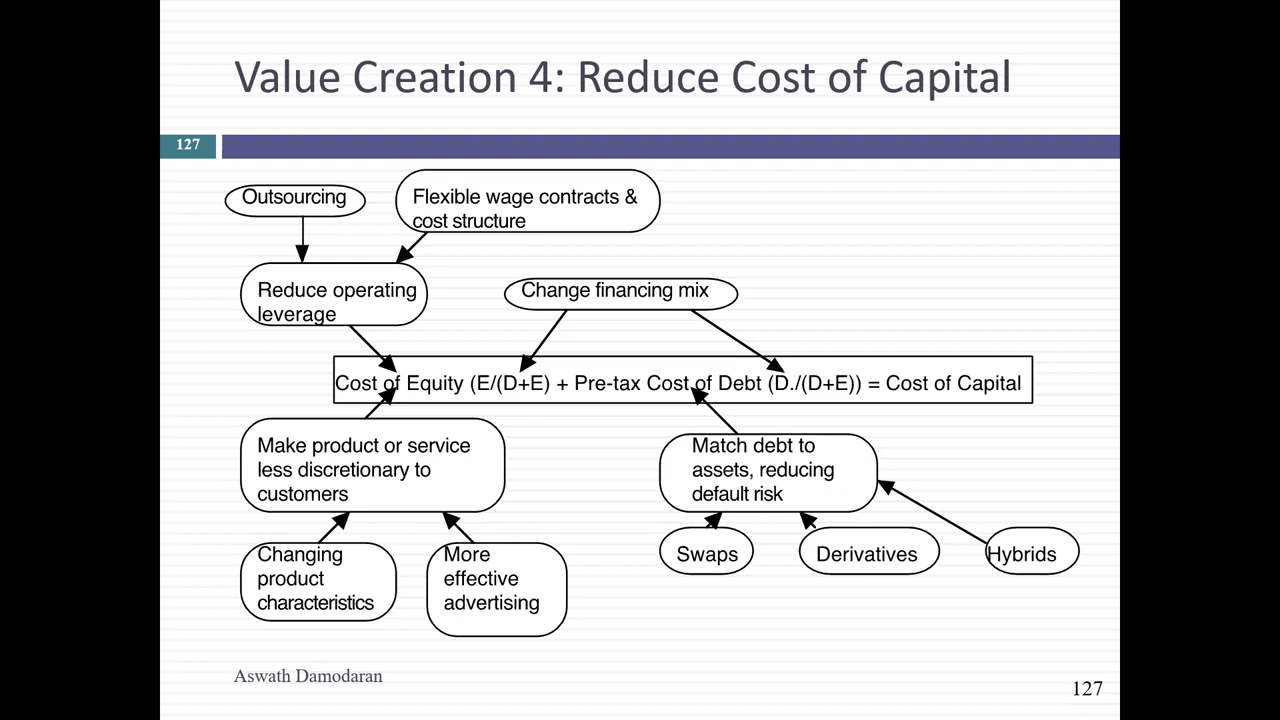 Value Creation 4: Reduce Cost of Capital
127
Outsourcing
Flexible wage contracts &
cost structure
Reduce operating
leverage
Change financing mix
Cost of Equity (E/(D+E) + Pre-tax Cost of Debt (D./(D+E)) = Cost of Capital
Make product or service
less discretionary to
customers
Match debt to
assets, reducing
default risk
Changing
product
characteristics
More
effective
advertising
Swaps
Derivatives
Hybrids
Aswath Damodaran
127